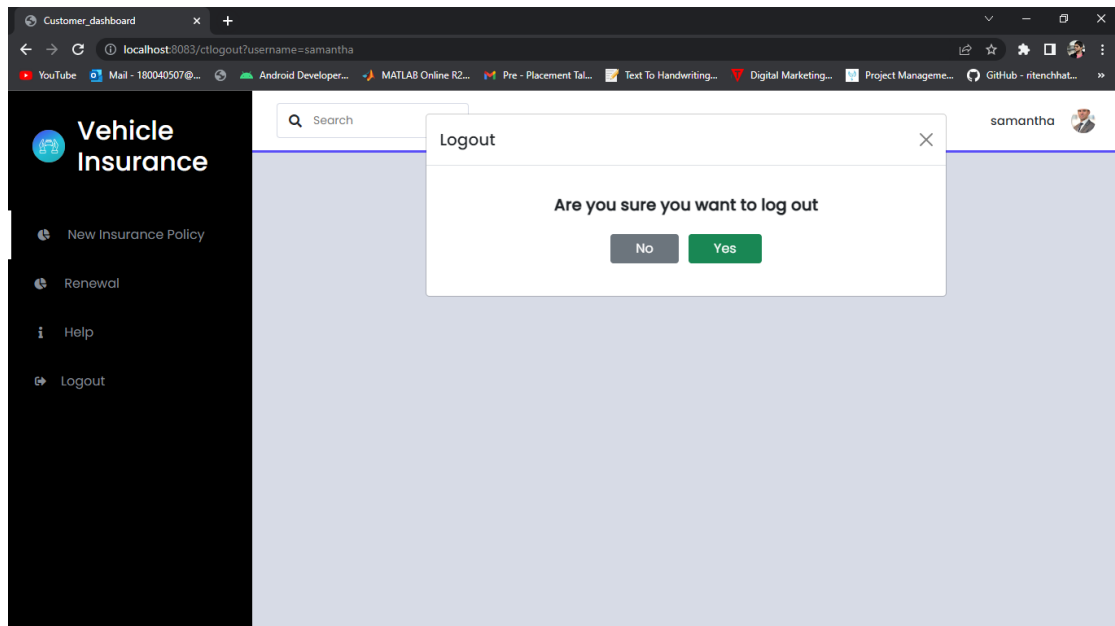 Customer_dashboard
localhost:8083/ctlogout?username=samantha
YouTube Mail - 180040507@... Android Developer... MATLAB Online R2... Pre - Placement Tal... Text To Handwriting... Digital Marketing... Project Manageme... GitHub - ritenchhat... »
Vehicle
Insurance
Search
samantha
Logout
Are you sure you want to log out
No Yes
New Insurance Policy
Renewal
Help
Logout